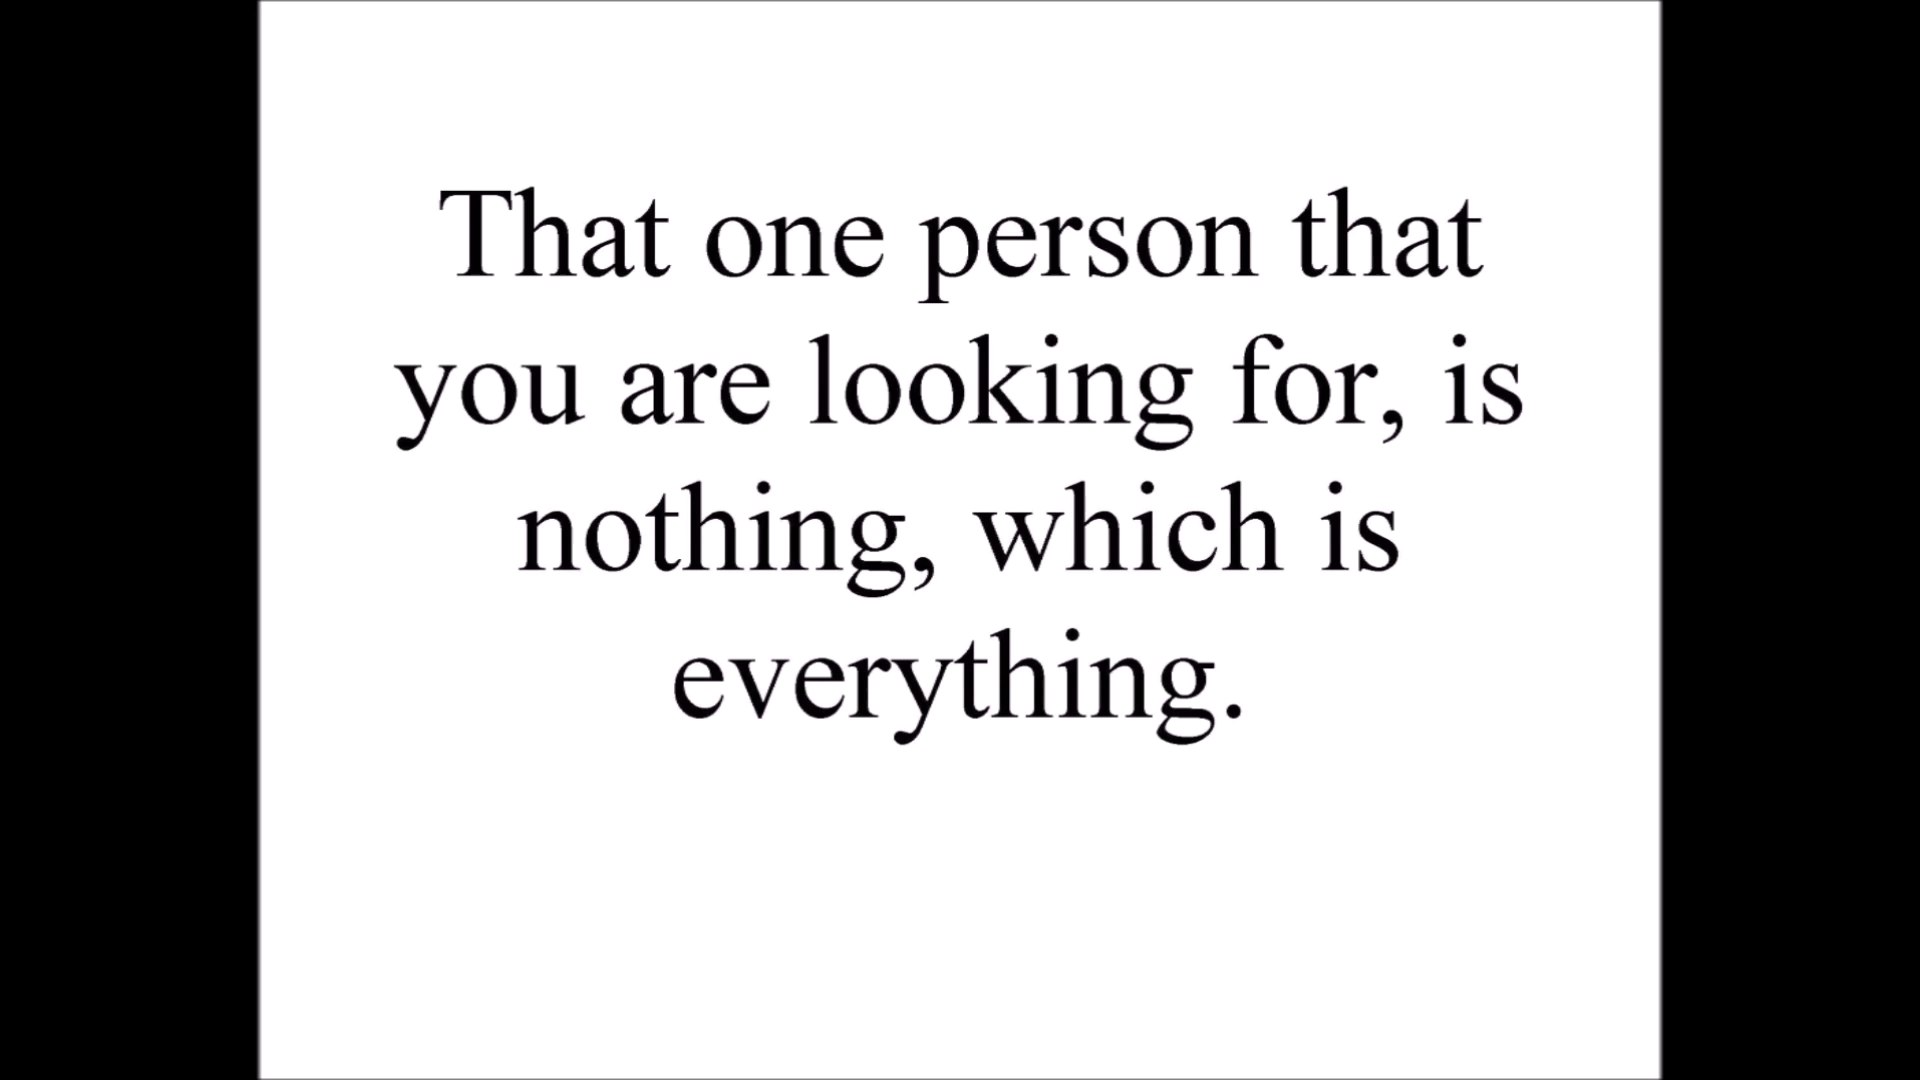 That one person that
you are looking for, is
nothing, which is
everything.